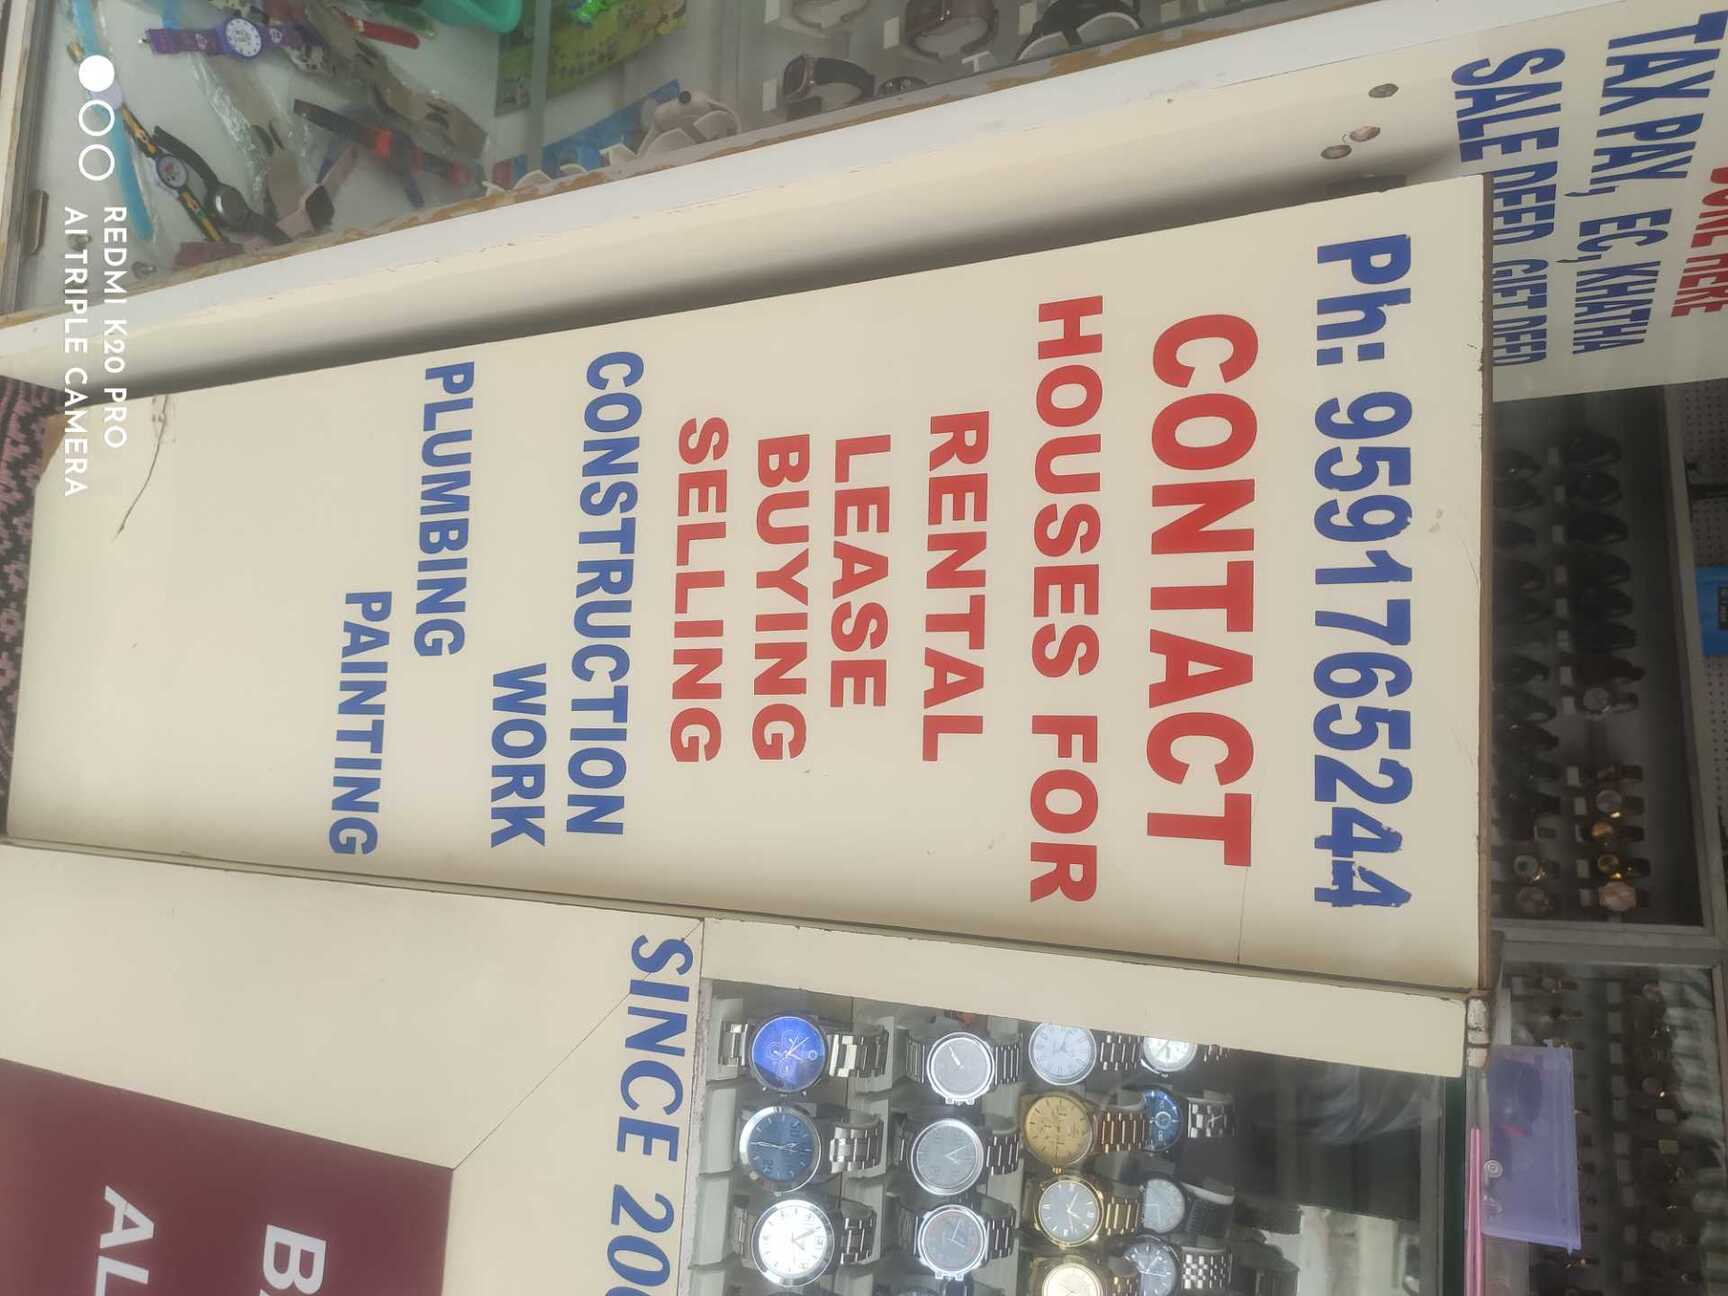 Ph: 9591765244
CONTACT
HOUSES FOR
RENTAL
LEASE
BUYING
SELLING
CONSTRUCTION
WORK
PLUMBING
PAINTING
HERE
TAX PAY, EC, KHATHA
SALE DEED, GIFT DEED
SINCE
REDMI K20 PRO
AI TRIPLE CAMERA